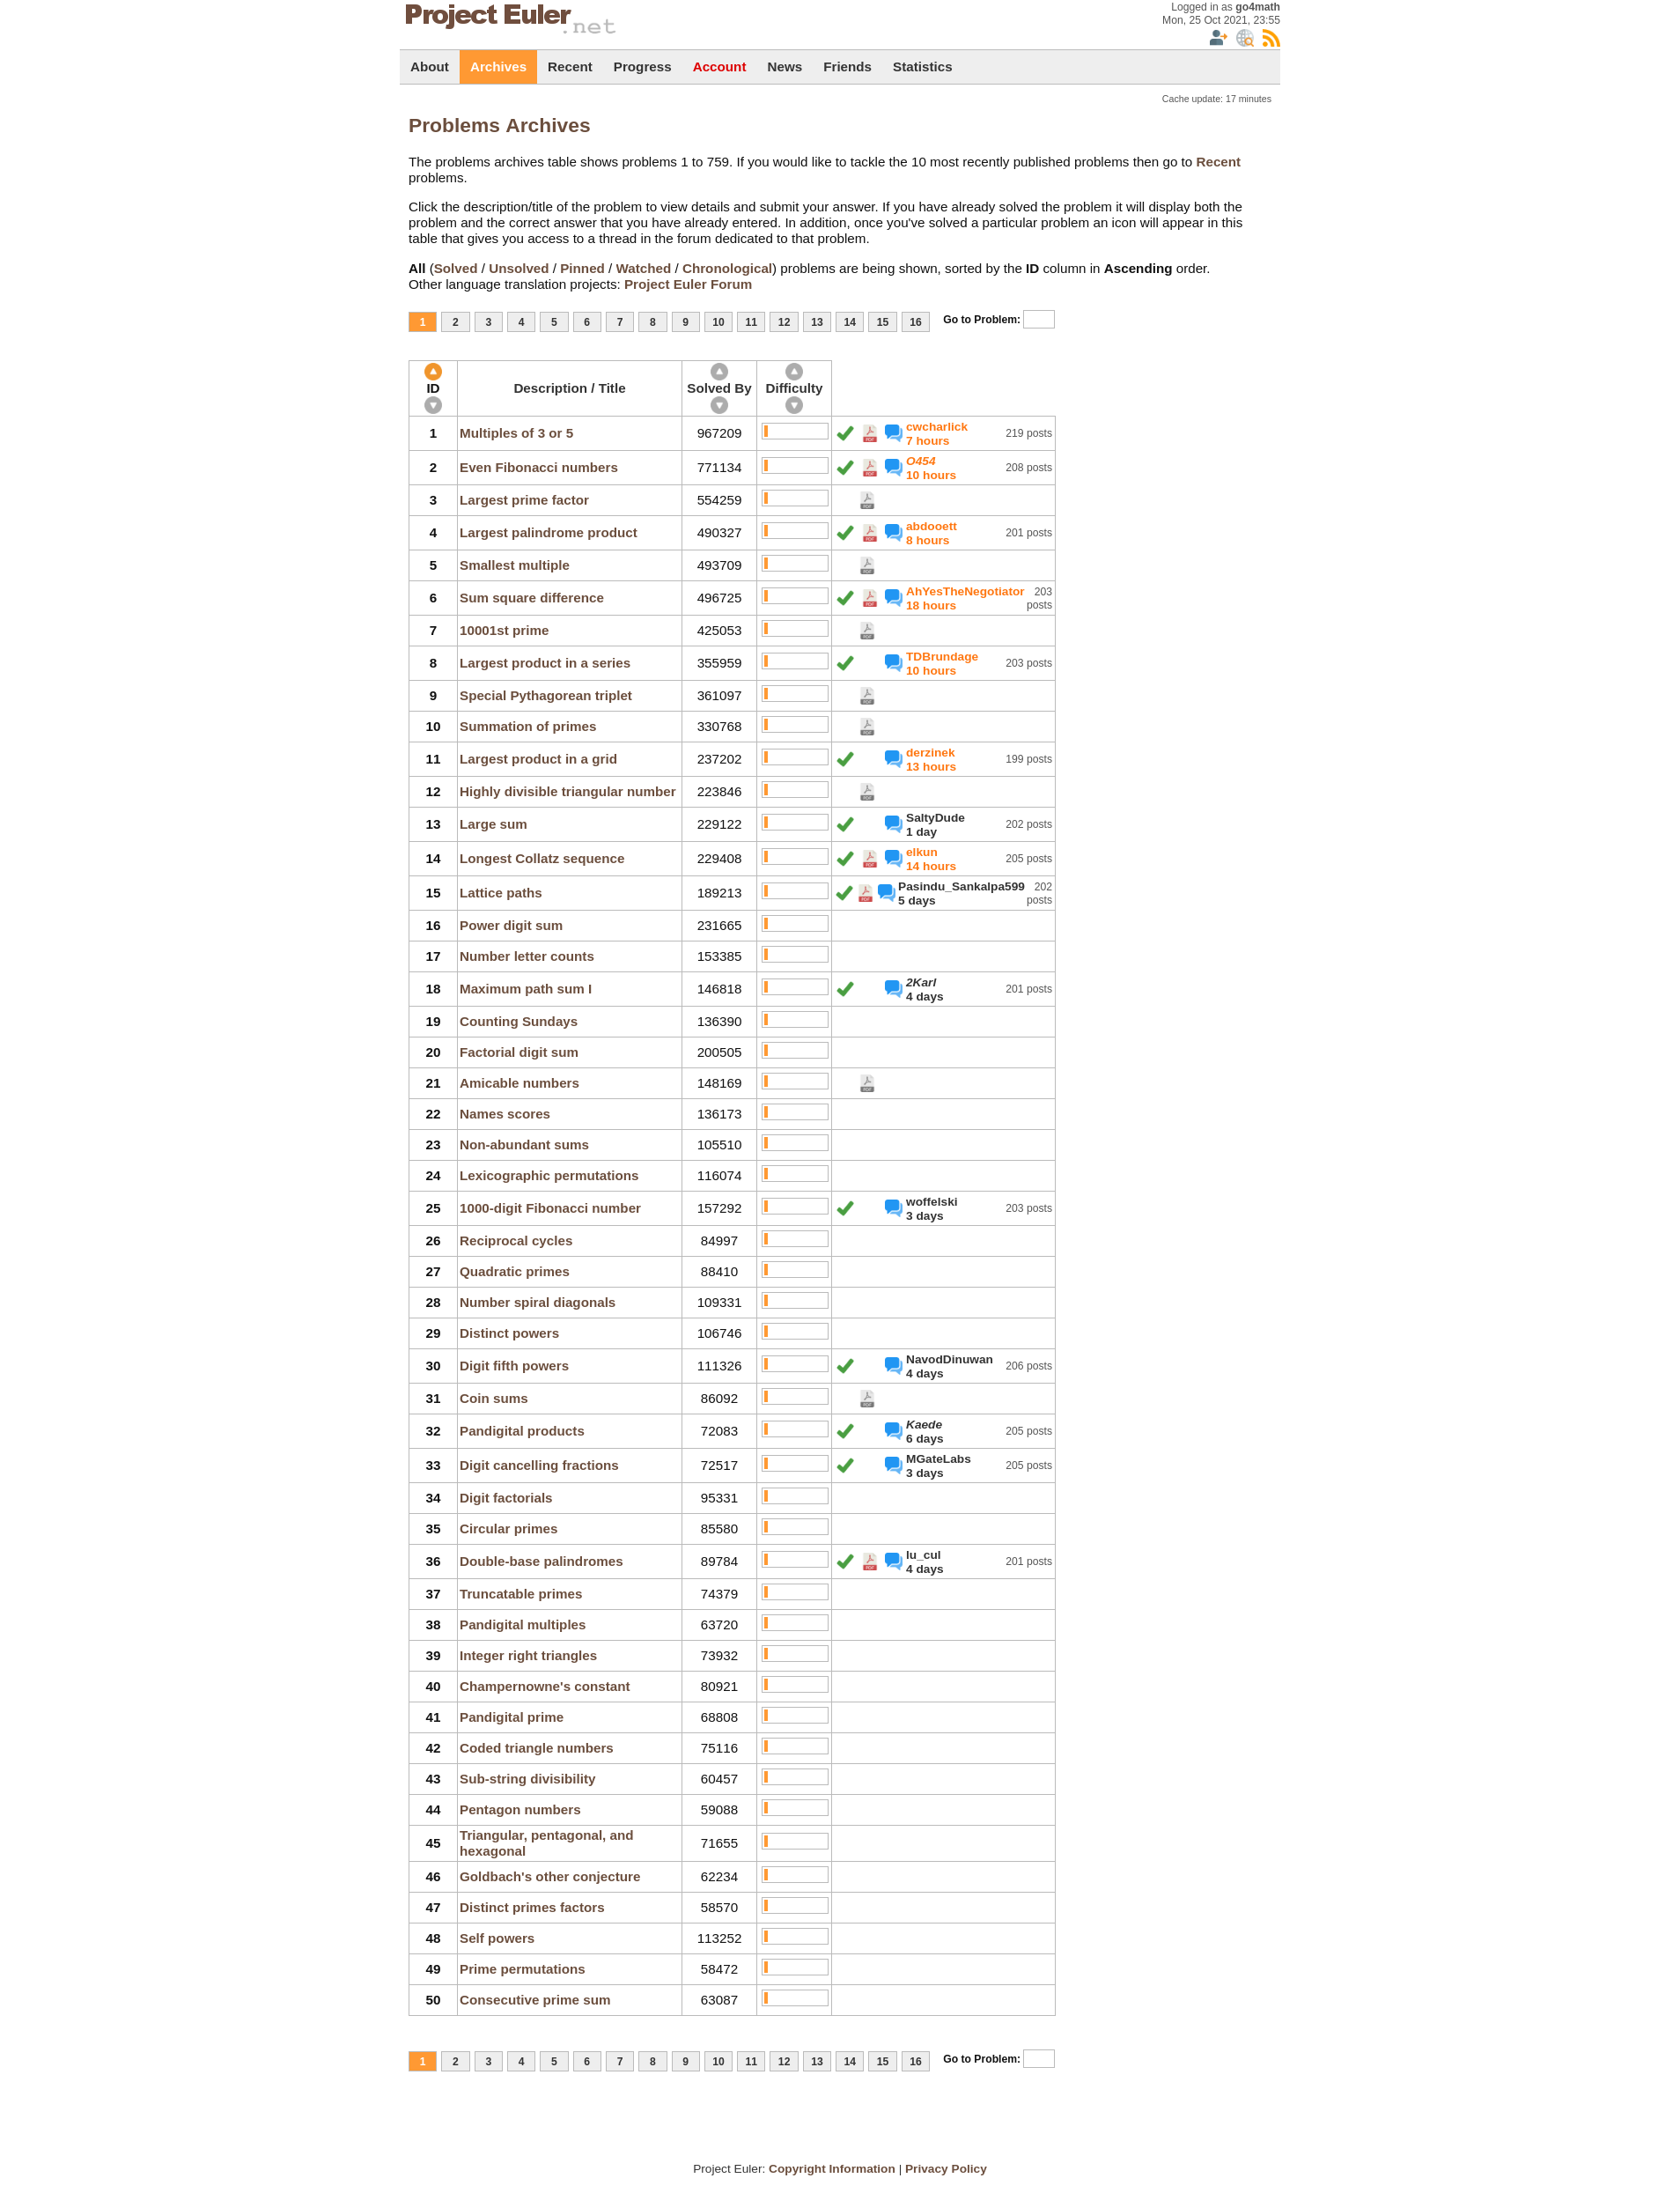 Project Euler.net
Logged in as go4math
Mon, 25 Oct 2021, 23:55
About Archives Recent Progress Account News Friends Statistics
Cache update: 17 minutes
Problems Archives
The problems archives table shows problems 1 to 759. If you would like to tackle the 10 most recently published problems then go to Recent
problems.
Click the description/title of the problem to view details and submit your answer. If you have already solved the problem it will display both the
problem and the correct answer that you have already entered. In addition, once you've solved a particular problem an icon will appear in this
table that gives you access to a thread in the forum dedicated to that problem.
All (Solved / Unsolved / Pinned / Watched / Chronological) problems are being shown, sorted by the ID column in Ascending order.
Other language translation projects: Project Euler Forum
1 2 3 4 5 6 7 8 9 10 11 12 13 14 15 16 Go to Problem:
ID Description / Title Solved By Difficulty
1 Multiples of 3 or 5 967209 PDF cwcharlick 219 posts
7 hours
2 Even Fibonacci numbers 771134 PDF O454 208 posts
10 hours
3 Largest prime factor 554259 PDF
4 Largest palindrome product 490327 PDF abdooett 201 posts
8 hours
5 Smallest multiple 493709 PDF
6 Sum square difference 496725 PDF AhYesTheNegotiator 203
18 hours posts
7 10001st prime 425053 PDF
8 Largest product in a series 355959 TDBrundage 203 posts
10 hours
9 Special Pythagorean triplet 361097 PDF
10 Summation of primes 330768 PDF
11 Largest product in a grid 237202 derzinek 199 posts
13 hours
12 Highly divisible triangular number 223846 PDF
13 Large sum 229122 SaltyDude 202 posts
1 day
14 Longest Collatz sequence 229408 PDF elkun 205 posts
14 hours
15 Lattice paths 189213 PDF Pasindu_Sankalpa599 202
5 days posts
16 Power digit sum 231665
17 Number letter counts 153385
18 Maximum path sum I 146818 2Karl 201 posts
4 days
19 Counting Sundays 136390
20 Factorial digit sum 200505
21 Amicable numbers 148169 PDF
22 Names scores 136173
23 Non-abundant sums 105510
24 Lexicographic permutations 116074
25 1000-digit Fibonacci number 157292 woffelski 203 posts
3 days
26 Reciprocal cycles 84997
27 Quadratic primes 88410
28 Number spiral diagonals 109331
29 Distinct powers 106746
30 Digit fifth powers 111326 NavodDinuwan 206 posts
4 days
31 Coin sums 86092 PDF
32 Pandigital products 72083 Kaede 205 posts
6 days
33 Digit cancelling fractions 72517 MGateLabs 205 posts
3 days
34 Digit factorials 95331
35 Circular primes 85580
36 Double-base palindromes 89784 PDF lu_cul 201 posts
4 days
37 Truncatable primes 74379
38 Pandigital multiples 63720
39 Integer right triangles 73932
40 Champernowne's constant 80921
41 Pandigital prime 68808
42 Coded triangle numbers 75116
43 Sub-string divisibility 60457
44 Pentagon numbers 59088
45 Triangular, pentagonal, and 71655
hexagonal
46 Goldbach's other conjecture 62234
47 Distinct primes factors 58570
48 Self powers 113252
49 Prime permutations 58472
50 Consecutive prime sum 63087
1 2 3 4 5 6 7 8 9 10 11 12 13 14 15 16 Go to Problem:
Project Euler: Copyright Information | Privacy Policy